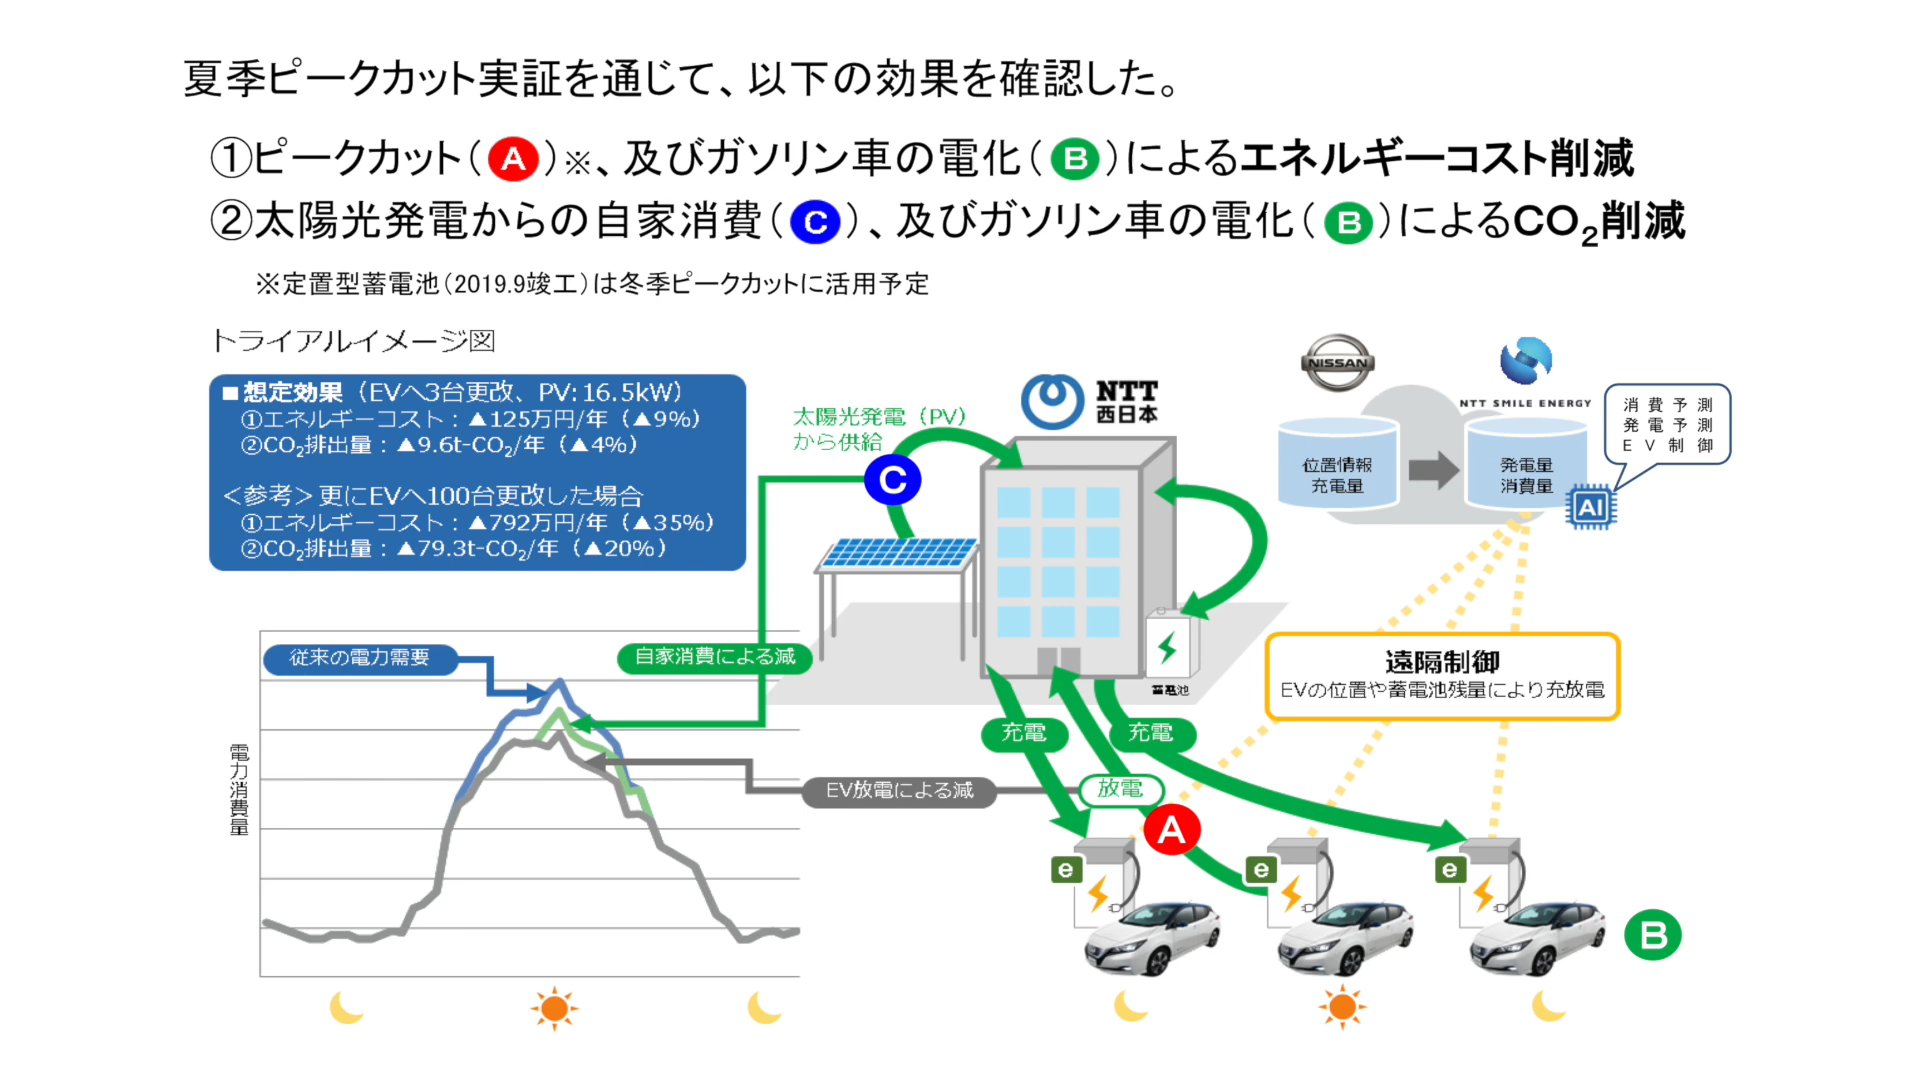 夏季ピークカット実証を通じて、以下の効果を確認した。
①ピークカット（A）※、及びガソリン車の電化（B）によるエネルギーコスト削減
②太陽光発電からの自家消費（C）、及びガソリン車の電化（B）によるCO₂削減
※定置型蓄電池（2019.9竣工）は冬季ピークカットに活用予定
トライアルイメージ図
■想定効果（EVへ3台更改、PV:16.5kW）
①エネルギーコスト：▲125万円/年（▲9%）
②CO₂排出量：▲9.6t-CO₂/年（▲4%）
＜参考＞更にEVへ100台更改した場合
①エネルギーコスト：▲792万円/年（▲35%）
②CO₂排出量：▲79.3t-CO₂/年（▲20%）
太陽光発電（PV）
から供給
C
NTT
西日本
NISSAN
NTT SMILE ENERGY
消費予測
発電予測
EV制御
位置情報
充電量
発電量
消費量
AI
従来の電力需要
自家消費による減
EV放電による減
電力消費量
蓄電池
遠隔制御
EVの位置や蓄電池残量により充放電
充電
充電
放電
A
e
e
e
B